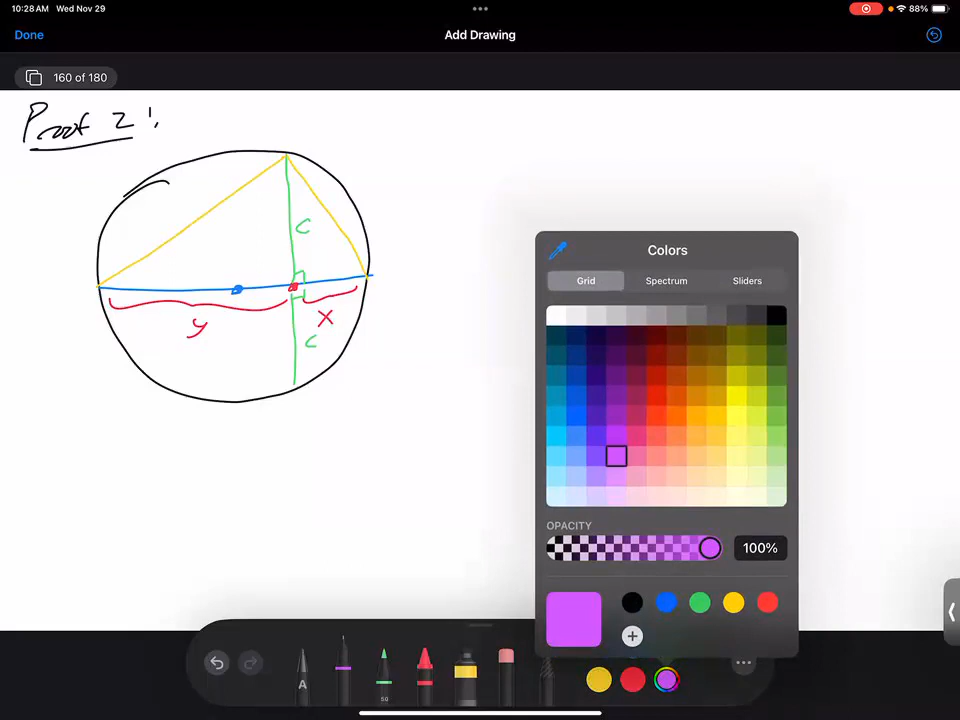 10:28 AM Wed Nov 29
88%
Done
Add Drawing
160 of 180
Proof 2:
c
y
x
c
Colors
Grid
Spectrum
Sliders
OPACITY
100%
A
50